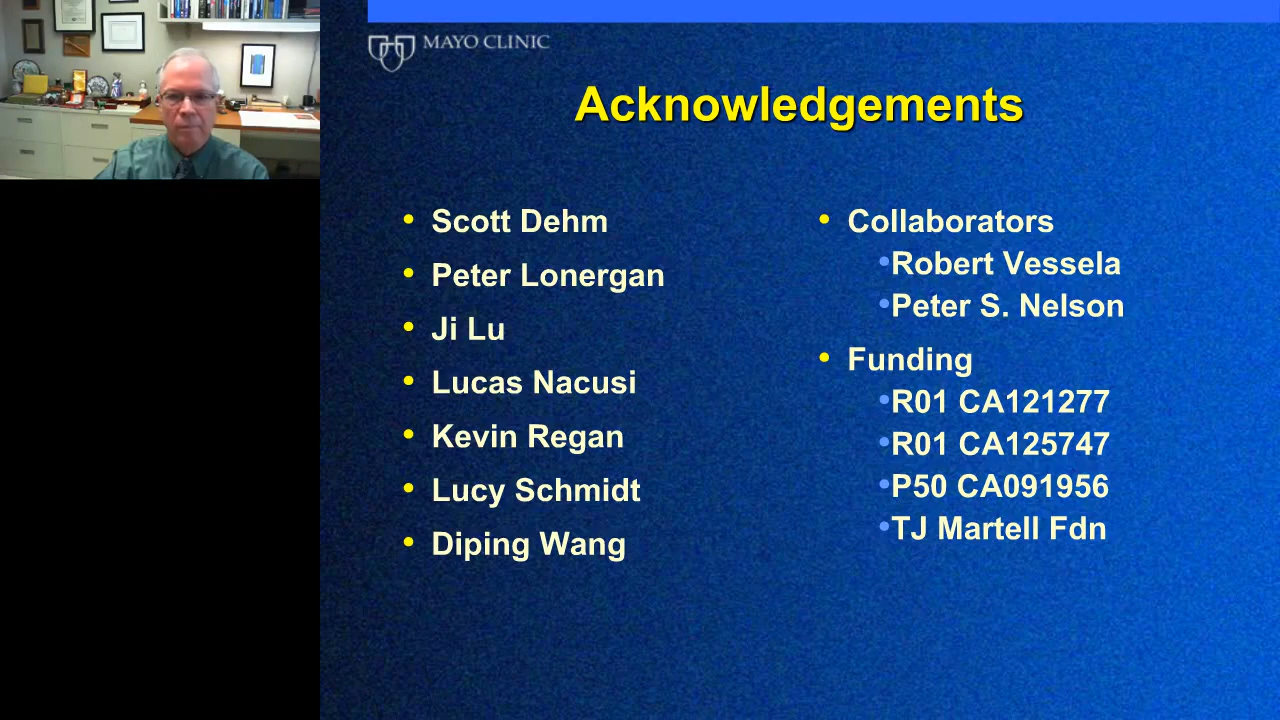 MAYO CLINIC
Acknowledgements
• Scott Dehm
• Peter Lonergan
• Ji Lu
• Lucas Nacusi
• Kevin Regan
• Lucy Schmidt
• Diping Wang
• Collaborators
•Robert Vessela
•Peter S. Nelson
• Funding
•R01 CA121277
•R01 CA125747
•P50 CA091956
•TJ Martell Fdn